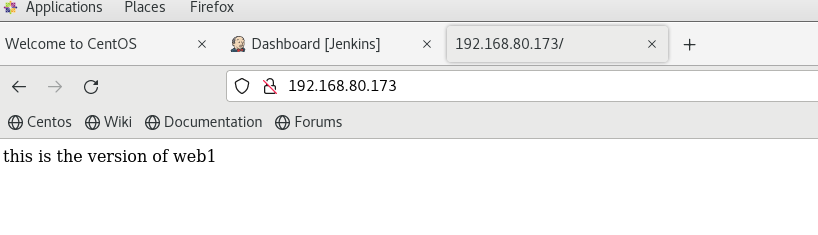 Applications Places Firefox
Welcome to CentOS × Dashboard [Jenkins] × 192.168.80.173/ × +
192.168.80.173
Centos Wiki Documentation Forums
this is the version of web1